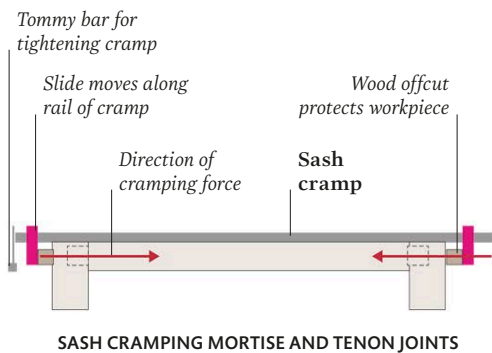 Tommy bar for
tightening cramp
Slide moves along
rail of cramp
Wood offcut
protects workpiece
Direction of
cramping force
Sash
cramp
SASH CRAMPING MORTISE AND TENON JOINTS